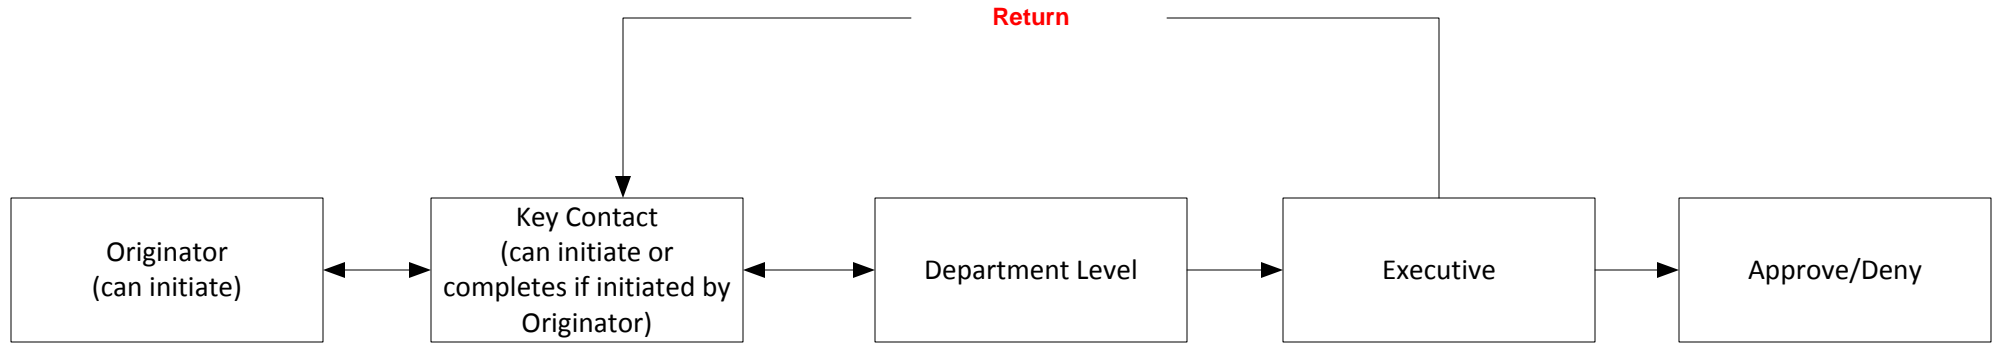 Return
Originator
(can initiate)
Key Contact
(can initiate or
completes if initiated by
Originator)
Department Level
Executive
Approve/Deny